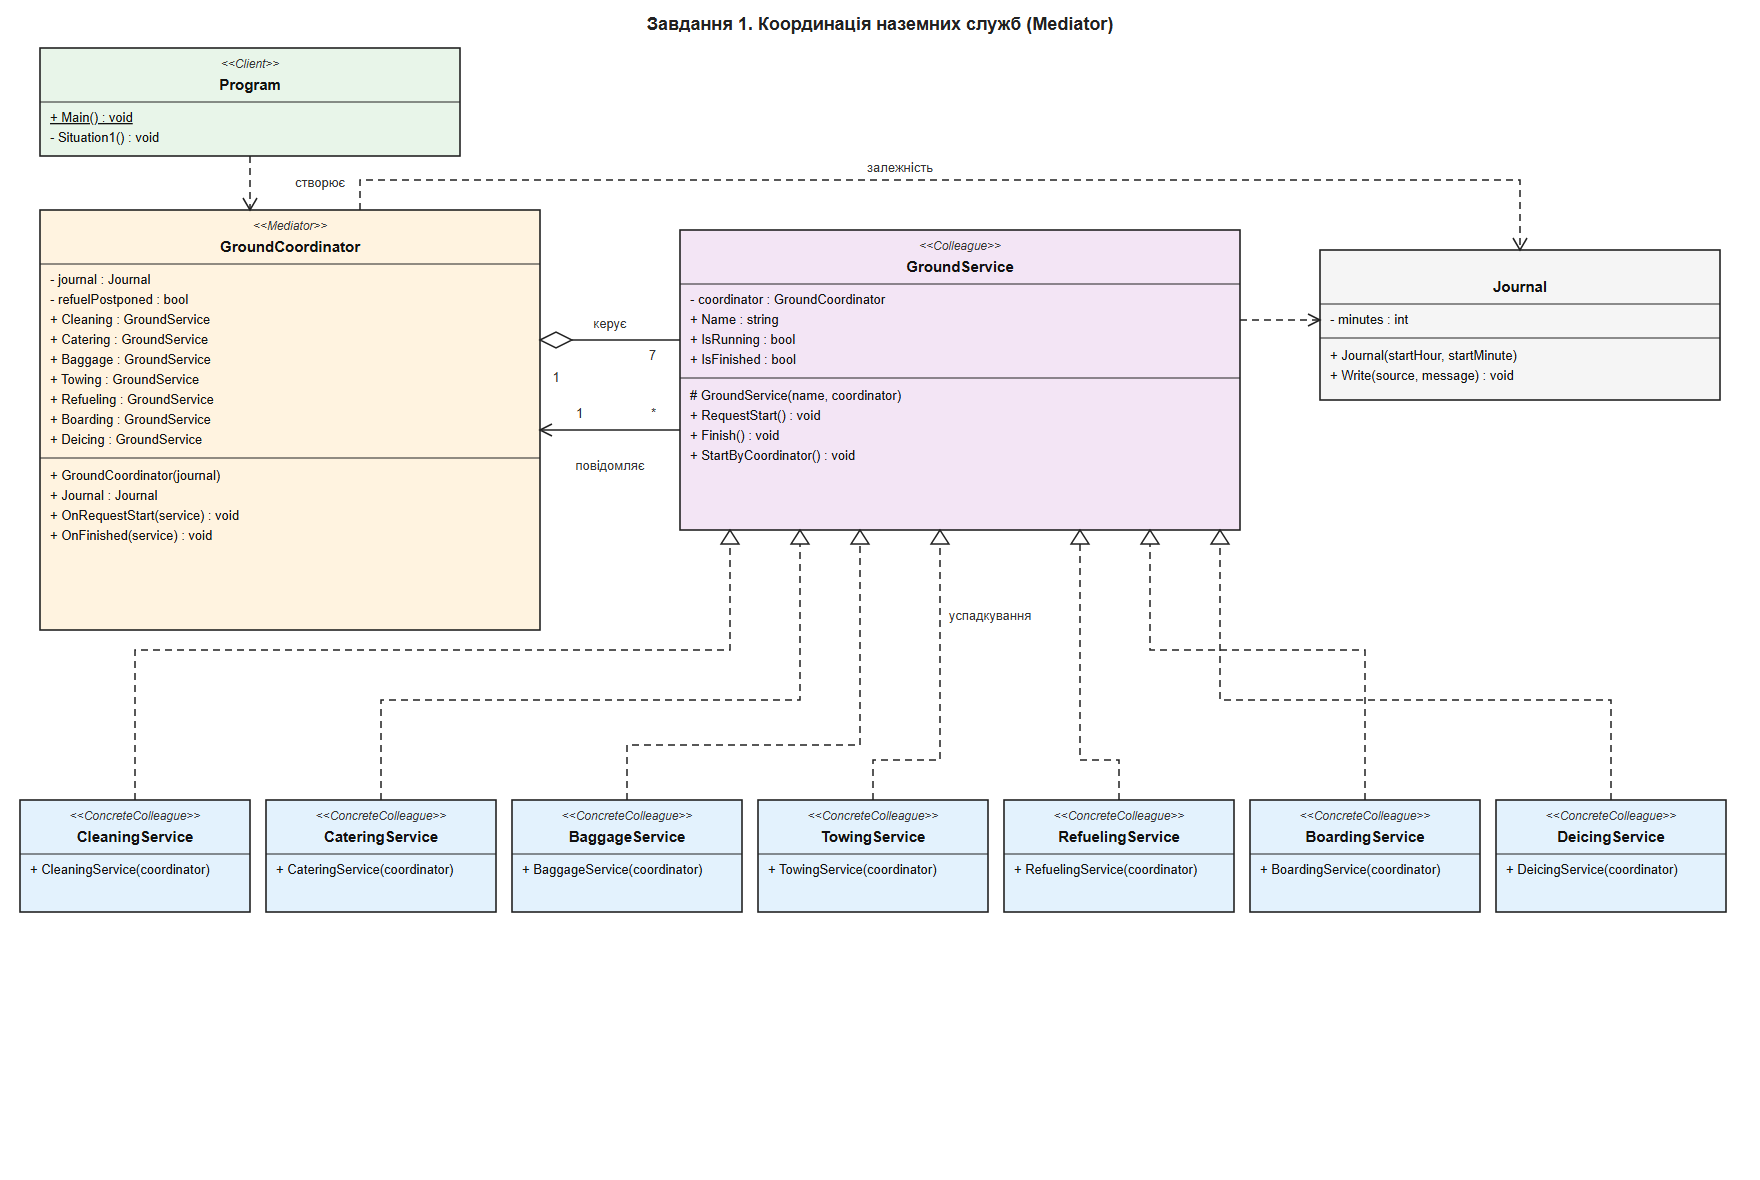 Завдання 1. Координація наземних служб (Mediator)
<<Client>>
Program
+ Main() : void
- Situation1() : void
створює
залежність
<<Mediator>>
GroundCoordinator
- journal : Journal
- refuelPostponed : bool
+ Cleaning : GroundService
+ Catering : GroundService
+ Baggage : GroundService
+ Towing : GroundService
+ Refueling : GroundService
+ Boarding : GroundService
+ Deicing : GroundService
+ GroundCoordinator(journal)
+ Journal : Journal
+ OnRequestStart(service) : void
+ OnFinished(service) : void
керує
7
1
1
*
повідомляє
<<Colleague>>
GroundService
- coordinator : GroundCoordinator
+ Name : string
+ IsRunning : bool
+ IsFinished : bool
# GroundService(name, coordinator)
+ RequestStart() : void
+ Finish() : void
+ StartByCoordinator() : void
Journal
- minutes : int
+ Journal(startHour, startMinute)
+ Write(source, message) : void
успадкування
<<ConcreteColleague>>
CleaningService
+ CleaningService(coordinator)
<<ConcreteColleague>>
CateringService
+ CateringService(coordinator)
<<ConcreteColleague>>
BaggageService
+ BaggageService(coordinator)
<<ConcreteColleague>>
TowingService
+ TowingService(coordinator)
<<ConcreteColleague>>
RefuelingService
+ RefuelingService(coordinator)
<<ConcreteColleague>>
BoardingService
+ BoardingService(coordinator)
<<ConcreteColleague>>
DeicingService
+ DeicingService(coordinator)